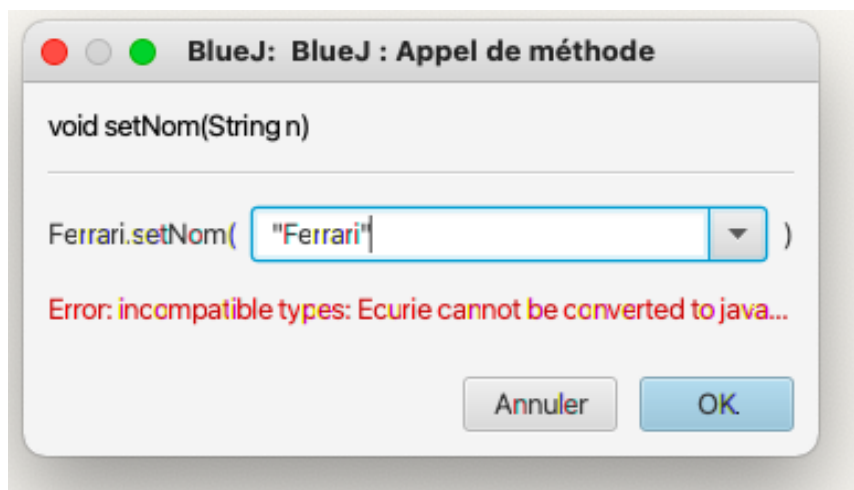 BlueJ: BlueJ : Appel de méthode
void setNom(String n)
Ferrari.setNom( "Ferrari" )
Error: incompatible types: Ecurie cannot be converted to java...
Annuler OK